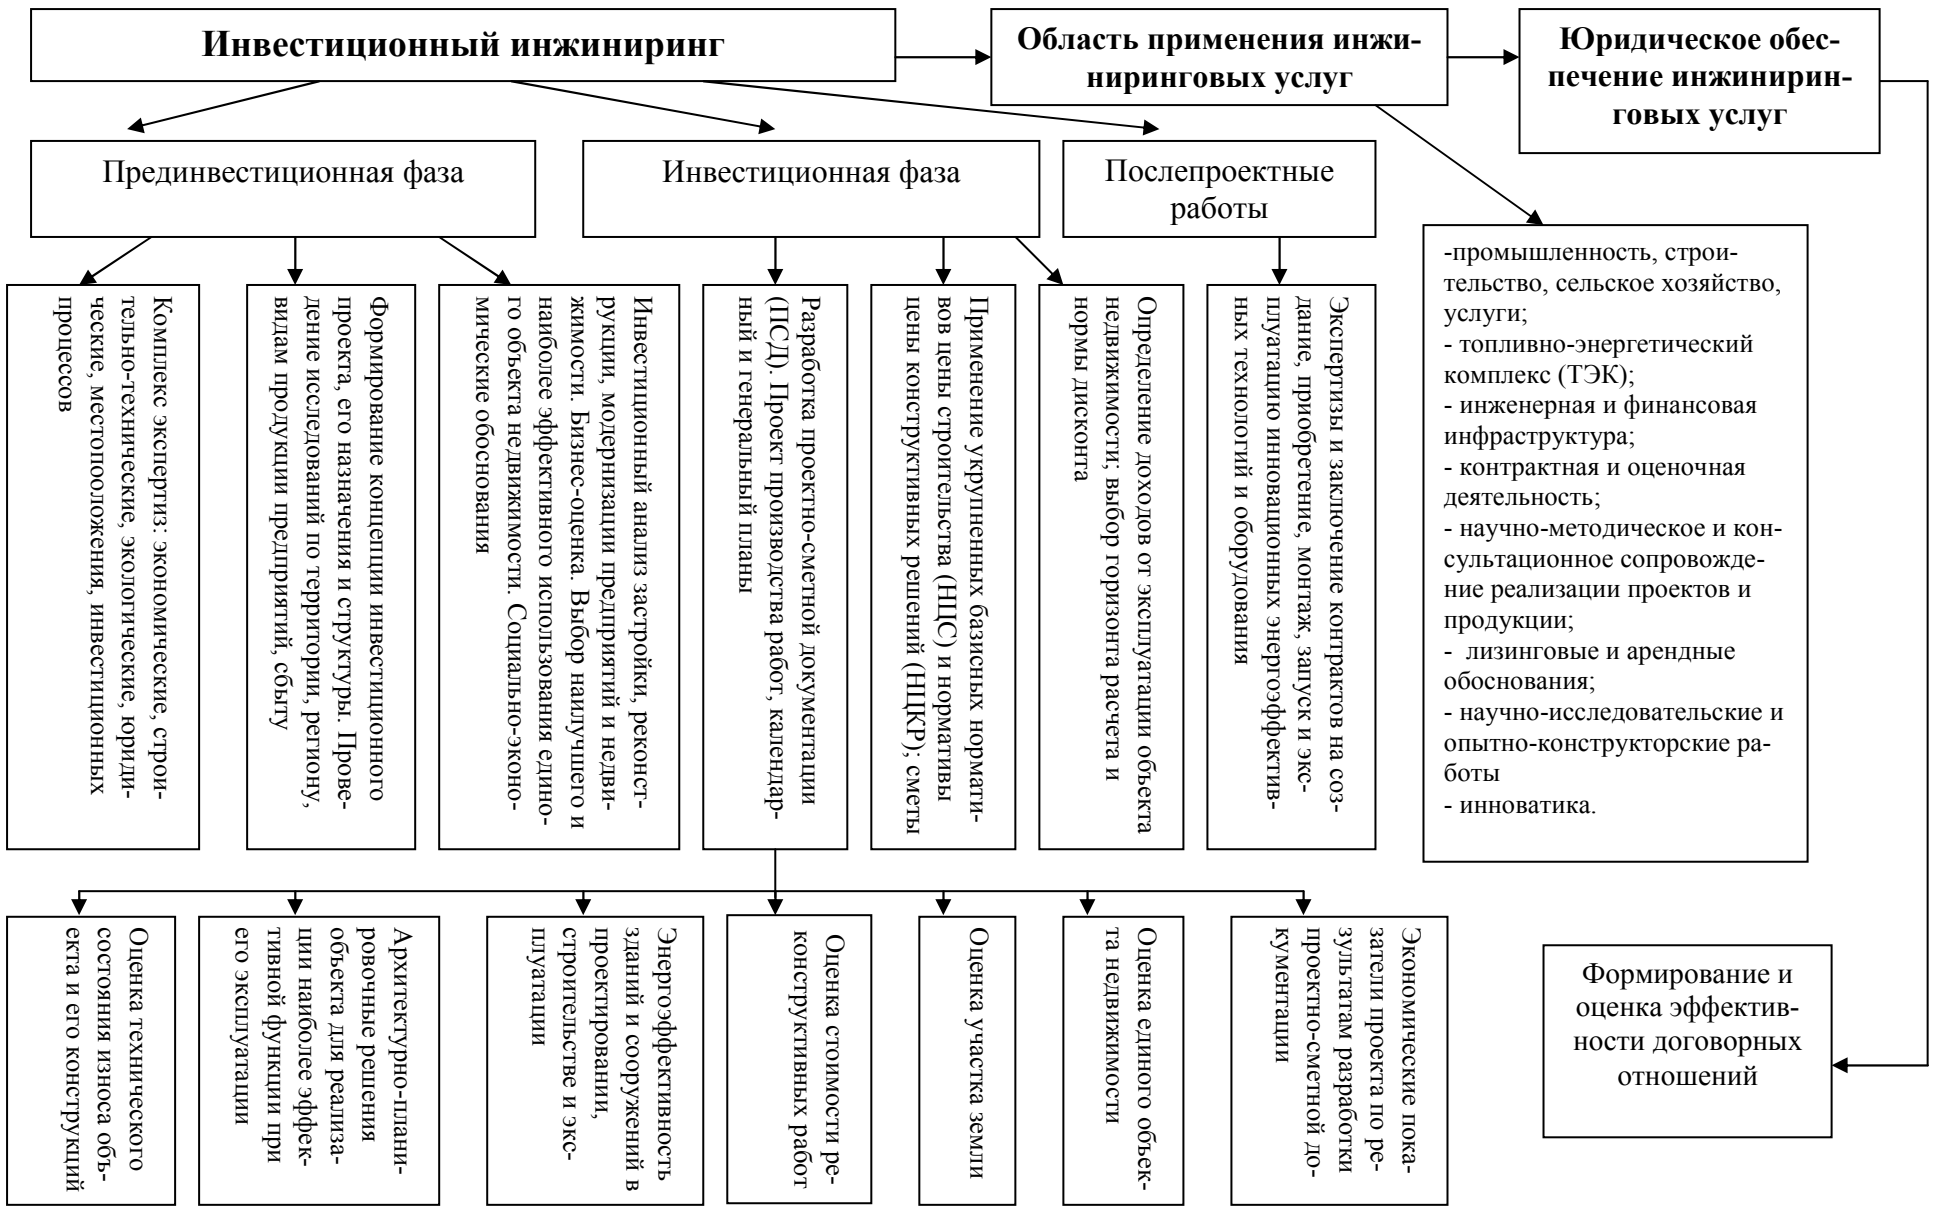 Инвестиционный инжиниринг
Область применения инжи-
ниринговых услуг
Юридическое обес-
печение инжинирин-
говых услуг
Прединвестиционная фаза
Инвестиционная фаза
Послепроектные
работы
Комплекс экспертиз: экономические, строи-
тельно-технические, экологические, юриди-
ческие, местоположения, инвестиционных
процессов
Формирование концепции инвестиционного
проекта, его назначения и структуры. Прове-
дение исследований по территории, региону,
видам продукции предприятий, сбыту
Инвестиционный анализ застройки, реконст-
рукции, модернизации предприятий и недви-
жимости. Бизнес-оценка. Выбор наилучшего и
наиболее эффективного использования едино-
го объекта недвижимости. Социально-эконо-
мические обоснования
Разработка проектно-сметной документации
(ПСД). Проект производства работ, календар-
ный и генеральный планы
Применение укрупненных базисных нормати-
вов цены строительства (НЦС) и нормативы
цены конструктивных решений (НЦКР); сметы
Определение доходов от эксплуатации объекта
недвижимости; выбор горизонта расчета и
нормы дисконта
Экспертизы и заключение контрактов на соз-
дание, приобретение, монтаж, запуск и экс-
плуатацию инновационных энергоэффектив-
ных технологий и оборудования
-промышленность, строи-
тельство, сельское хозяйство,
услуги;
- топливно-энергетический
комплекс (ТЭК);
- инженерная и финансовая
инфраструктура;
- контрактная и оценочная
деятельность;
- научно-методическое и кон-
сультационное сопровожде-
ние реализации проектов и
продукции;
- лизинговые и арендные
обоснования;
- научно-исследовательские и
опытно-конструкторские ра-
боты
- инноватика.
Оценка технического
состояния износа объ-
екта и его конструкций
Архитектурно-плани-
ровочные решения
объекта для реализа-
ции наиболее эффек-
тивной функции при
его эксплуатации
Энергоэффективность
зданий и сооружений в
проектировании,
строительстве и экс-
плуатации
Оценка стоимости ре-
конструктивных работ
Оценка участка земли
Оценка единого объек-
та недвижимости
Экономические пока-
затели проекта по ре-
зультатам разработки
проектно-сметной до-
кументации
Формирование и
оценка эффектив-
ности договорных
отношений